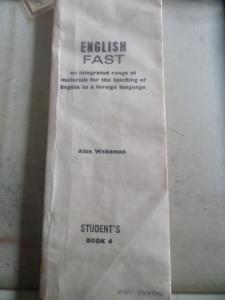 ENGLISH
FAST
an integrated range of
materials for the teaching of
English as a foreign language
Alan Wakeman
STUDENT'S
BOOK 4